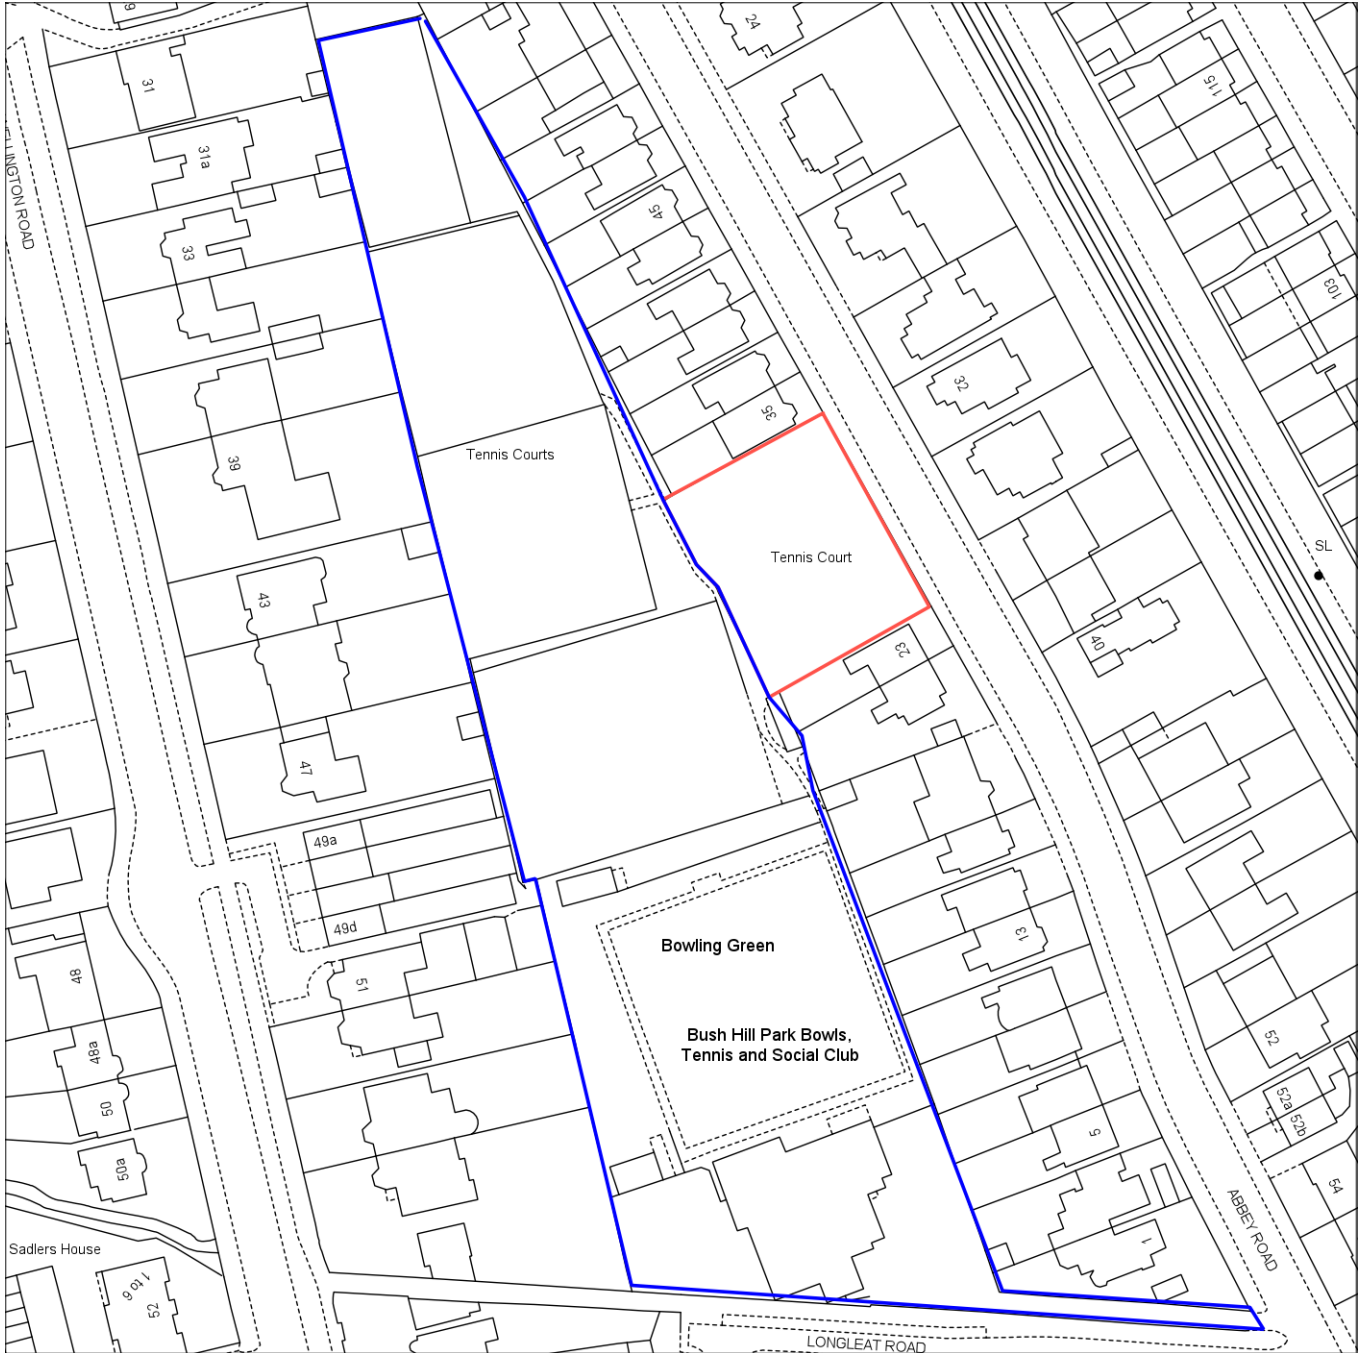 9
31
24
115
31a
ELLINGTON ROAD
45
33
103
32
35
39
Tennis Courts
SL
Tennis Court
43
40
23
47
49a
49d
13
Bowling Green
48
51
Bush Hill Park Bowls,
Tennis and Social Club
52
48a
50
52a
52b
5
50a
54
ABBEY ROAD
1
Sadlers House
1 to 6
52
LONGLEAT ROAD